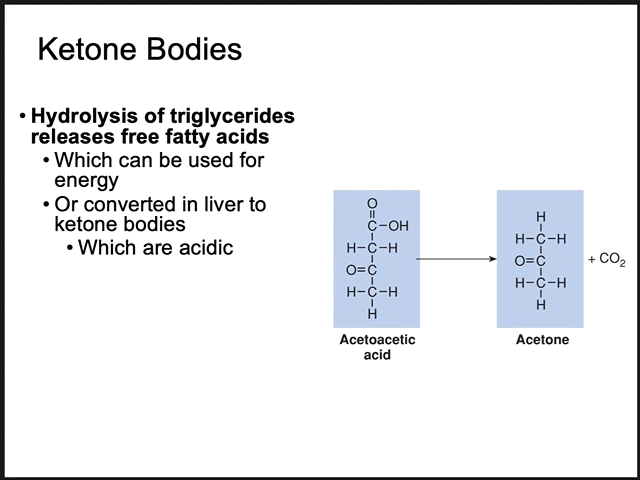 Ketone Bodies
• Hydrolysis of triglycerides
releases free fatty acids
• Which can be used for
energy
• Or converted in liver to
ketone bodies
• Which are acidic
O
C–OH
H–C–H
O=C
H–C–H
H
Acetoacetic
acid
H
H–C–H
O=C
H–C–H
H
Acetone
+ CO₂